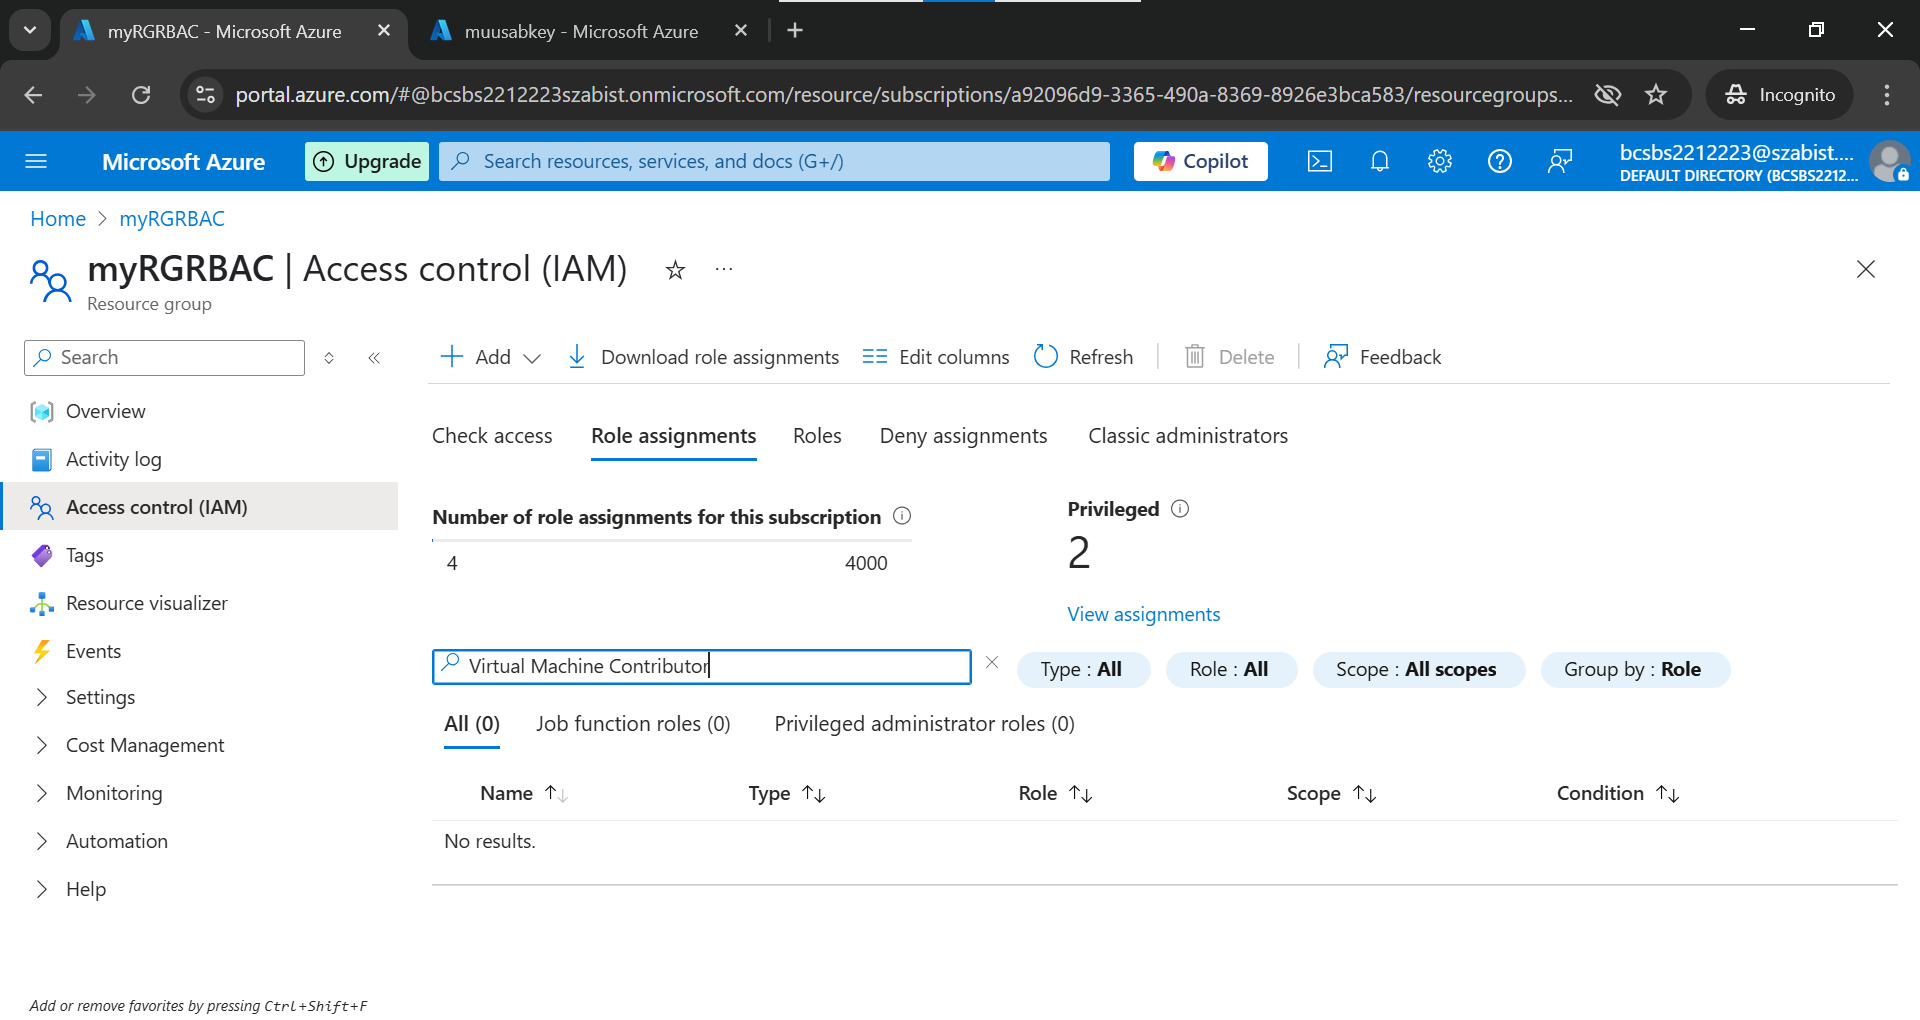 myRGRBAC - Microsoft Azure
muusabkey - Microsoft Azure
portal.azure.com/#@bcsbs2212223szabist.onmicrosoft.com/resource/subscriptions/a92096d9-3365-490a-8369-8926e3bca583/resourcegroups...
Incognito
Microsoft Azure
Upgrade
Search resources, services, and docs (G+/)
Copilot
bcsbs2212223@szabist....
DEFAULT DIRECTORY (BCSBS2212...
Home > myRGRBAC
myRGRBAC | Access control (IAM)
Resource group
Search
Add
Download role assignments
Edit columns
Refresh
Delete
Feedback
Overview
Activity log
Access control (IAM)
Tags
Resource visualizer
Events
Settings
Cost Management
Monitoring
Automation
Help
Add or remove favorites by pressing Ctrl+Shift+F
Check access
Role assignments
Roles
Deny assignments
Classic administrators
Number of role assignments for this subscription
4
4000
Privileged
2
View assignments
Virtual Machine Contributor
Type : All
Role : All
Scope : All scopes
Group by : Role
All (0)
Job function roles (0)
Privileged administrator roles (0)
Name
Type
Role
Scope
Condition
No results.